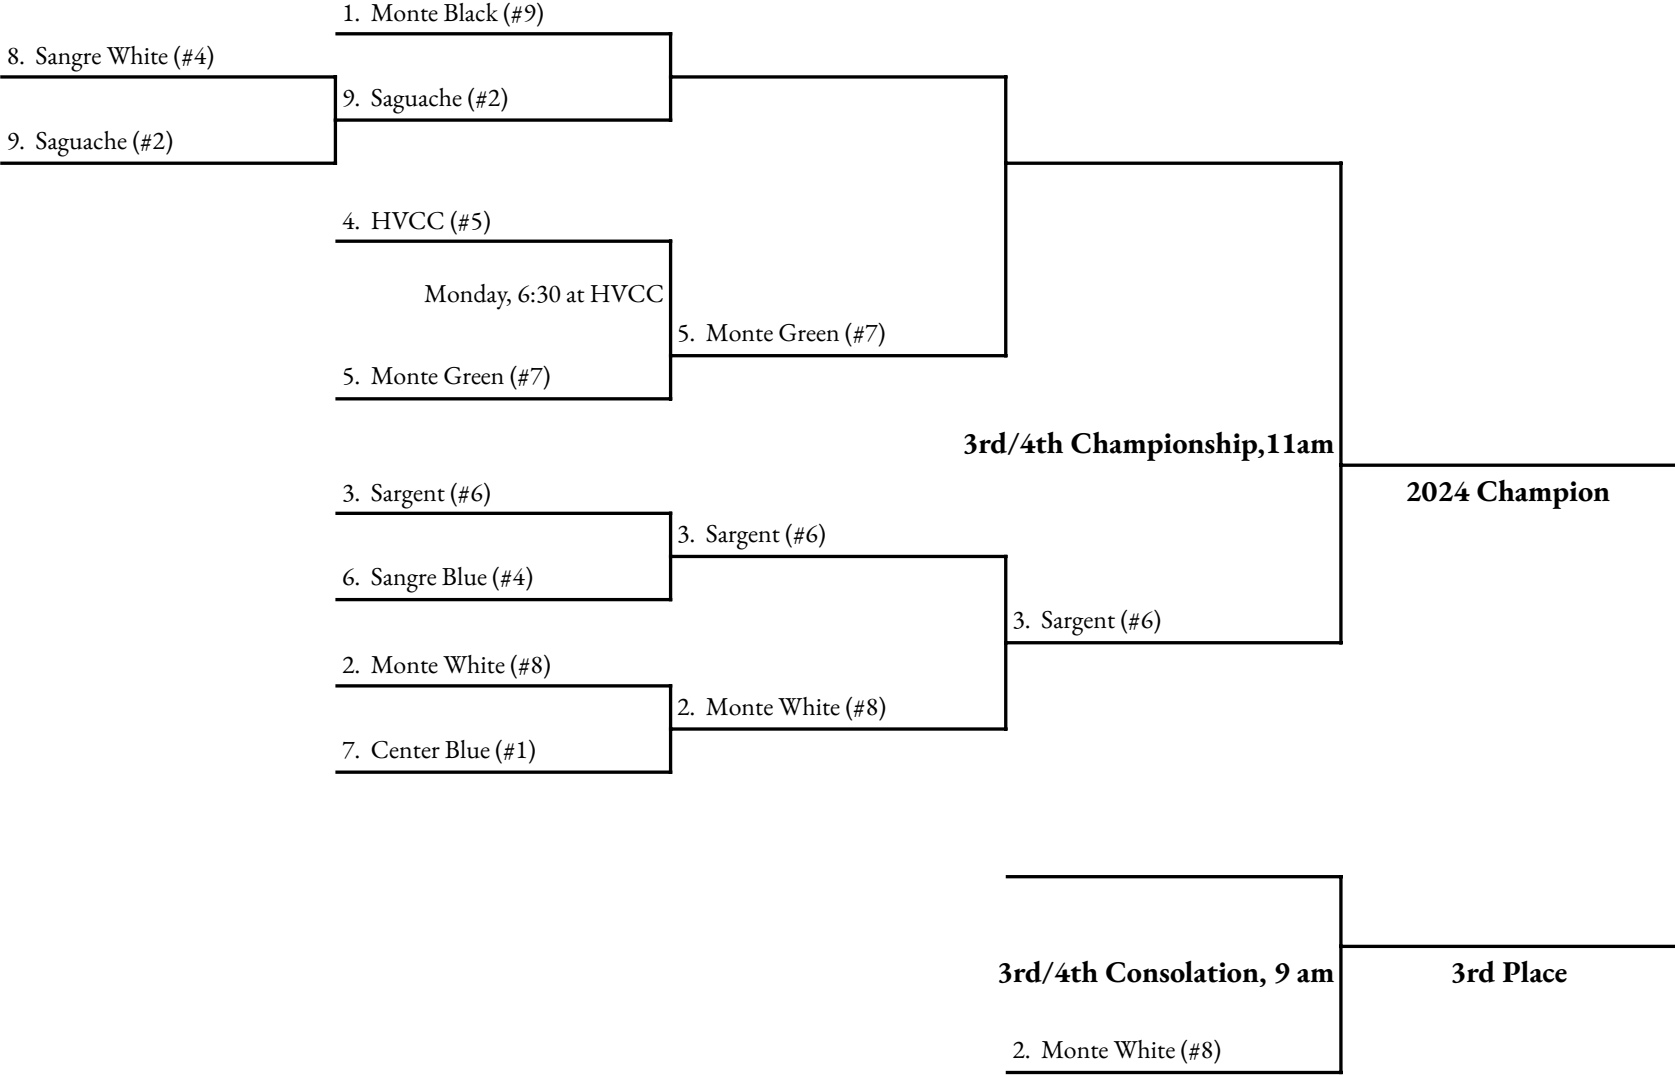 1. Monte Black (#9)
8. Sangre White (#4)
9. Saguache (#2)
9. Saguache (#2)
4. HVCC (#5)
Monday, 6:30 at HVCC
5. Monte Green (#7)
5. Monte Green (#7)
3rd/4th Championship,11am
2024 Champion
3. Sargent (#6)
3. Sargent (#6)
6. Sangre Blue (#4)
3. Sargent (#6)
2. Monte White (#8)
2. Monte White (#8)
7. Center Blue (#1)
3rd/4th Consolation, 9 am
3rd Place
2. Monte White (#8)